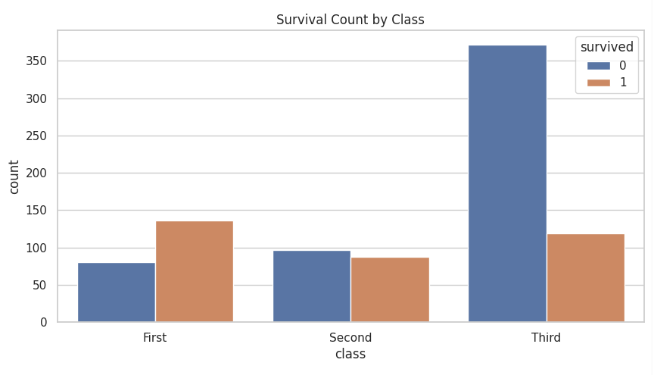 Survival Count by Class
survived
0
1
count
350
300
250
200
150
100
50
0
First
Second
Third
class